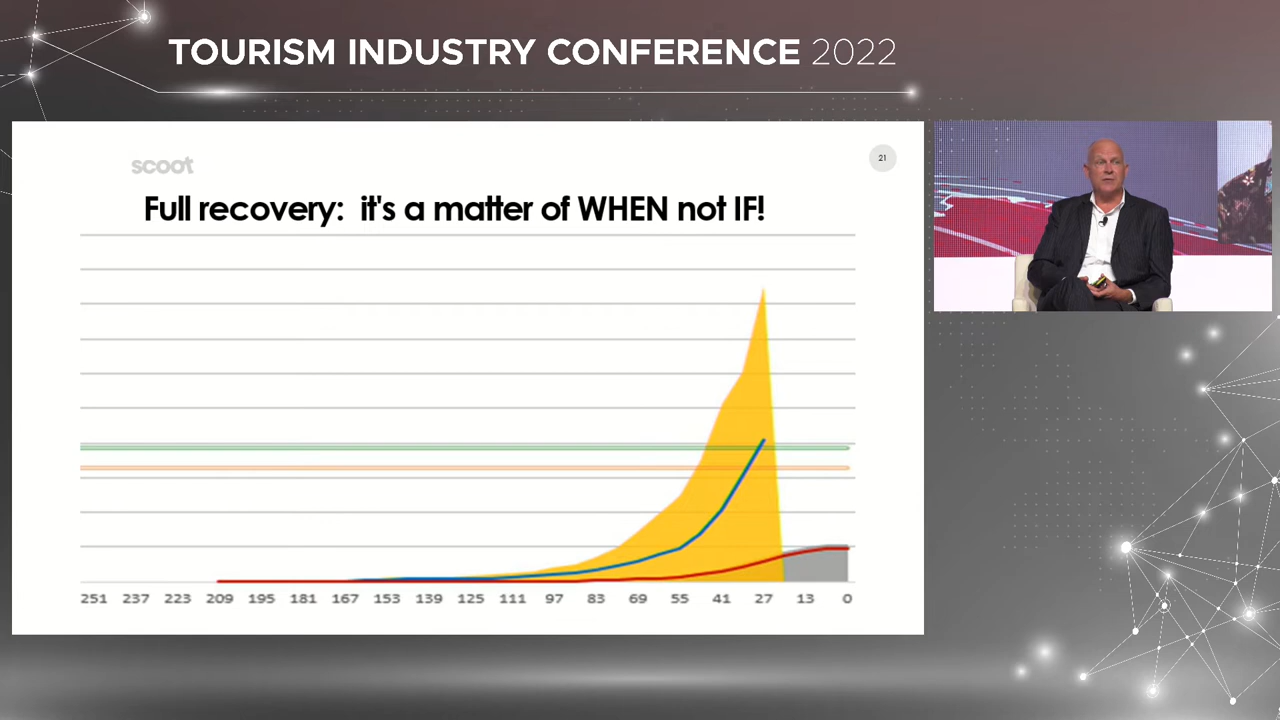 TOURISM INDUSTRY CONFERENCE 2022
scoot
21
Full recovery: it's a matter of WHEN not IF!
251 237 223 209 195 181 167 153 139 125 111 97 83 69 55 41 27 13 0